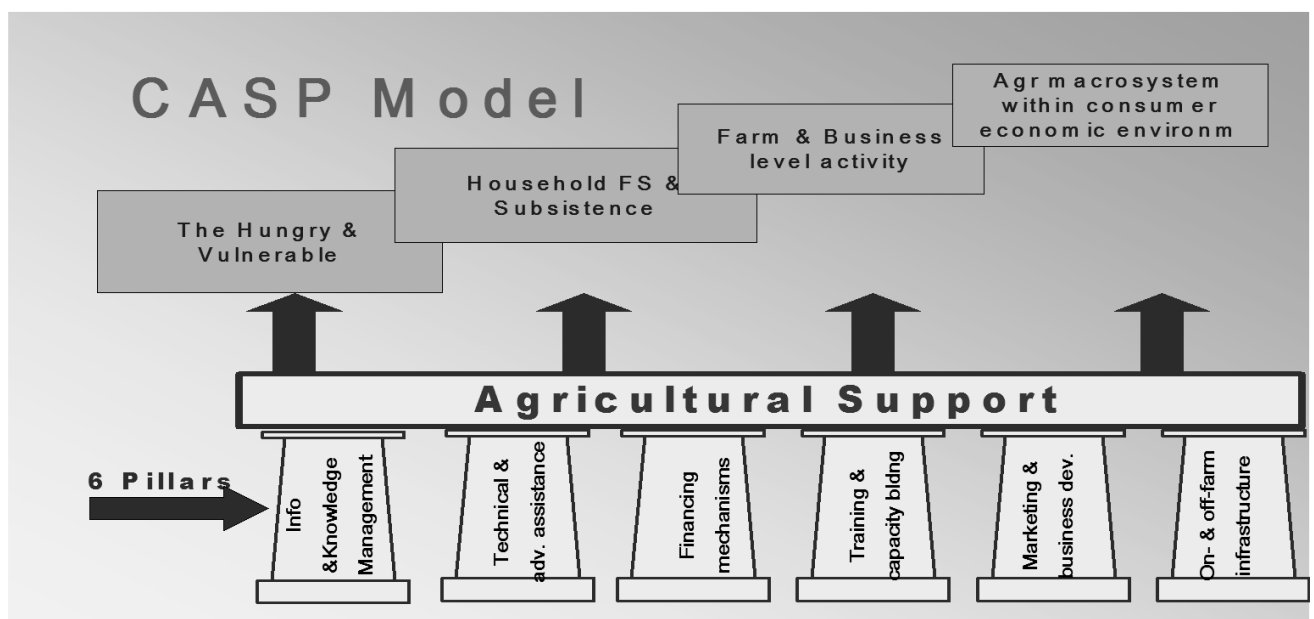 CASP Model
The Hungry &
Vulnerable
Household FS &
Subsistence
Farm & Business
level activity
Agr macrosystem
within consumer
economic environm
Agricultural Support
6 Pillars
Info
&Knowledge
Management
Technical &
adv. assistance
Financing
mechanisms
Training &
capacity bldng
Marketing &
business dev.
On- & off-farm
infrastructure